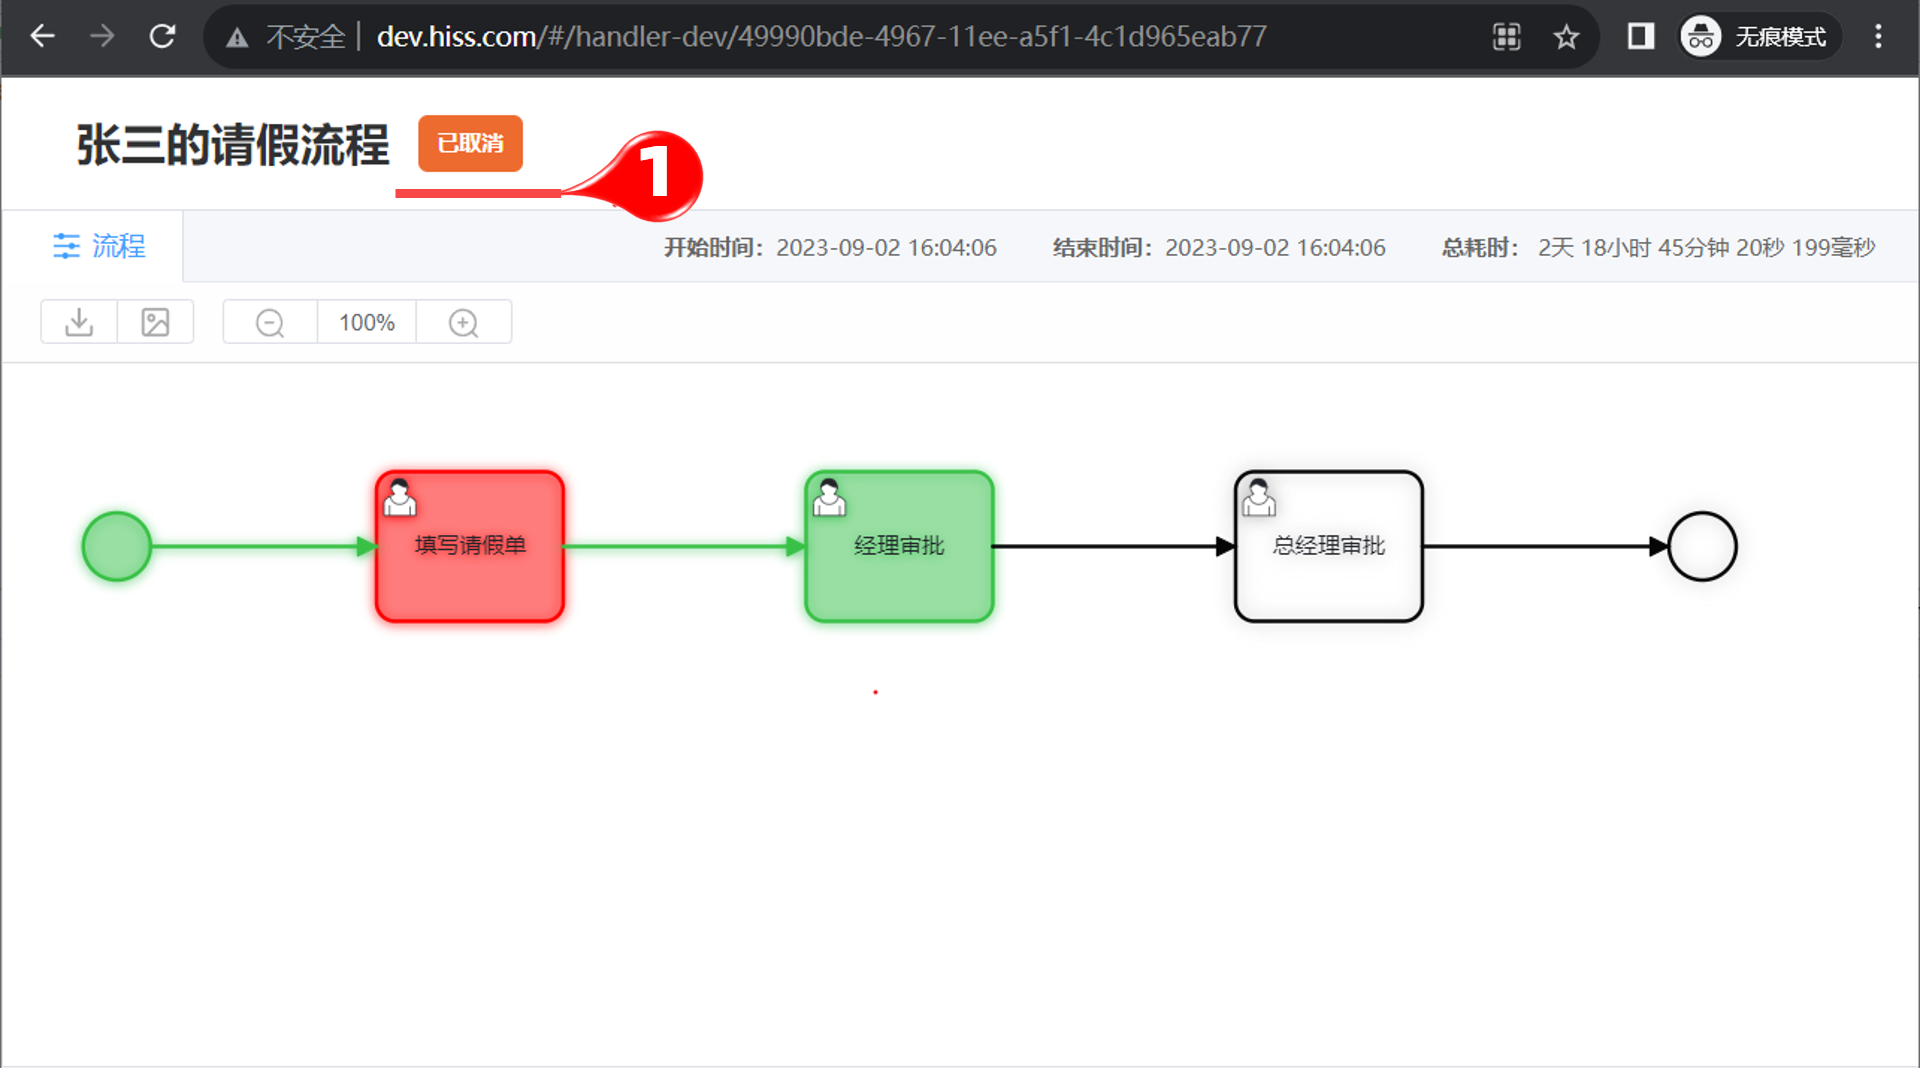 不安全 dev.hiss.com/#/handler-dev/49990bde-4967-11ee-a5f1-4c1d965eab77 无痕模式
张三的请假流程 已取消 1
流程 开始时间: 2023-09-02 16:04:06 结束时间: 2023-09-02 16:04:06 总耗时: 2天 18小时 45分钟 20秒 199毫秒
100%
填写请假单 经理审批 总经理审批